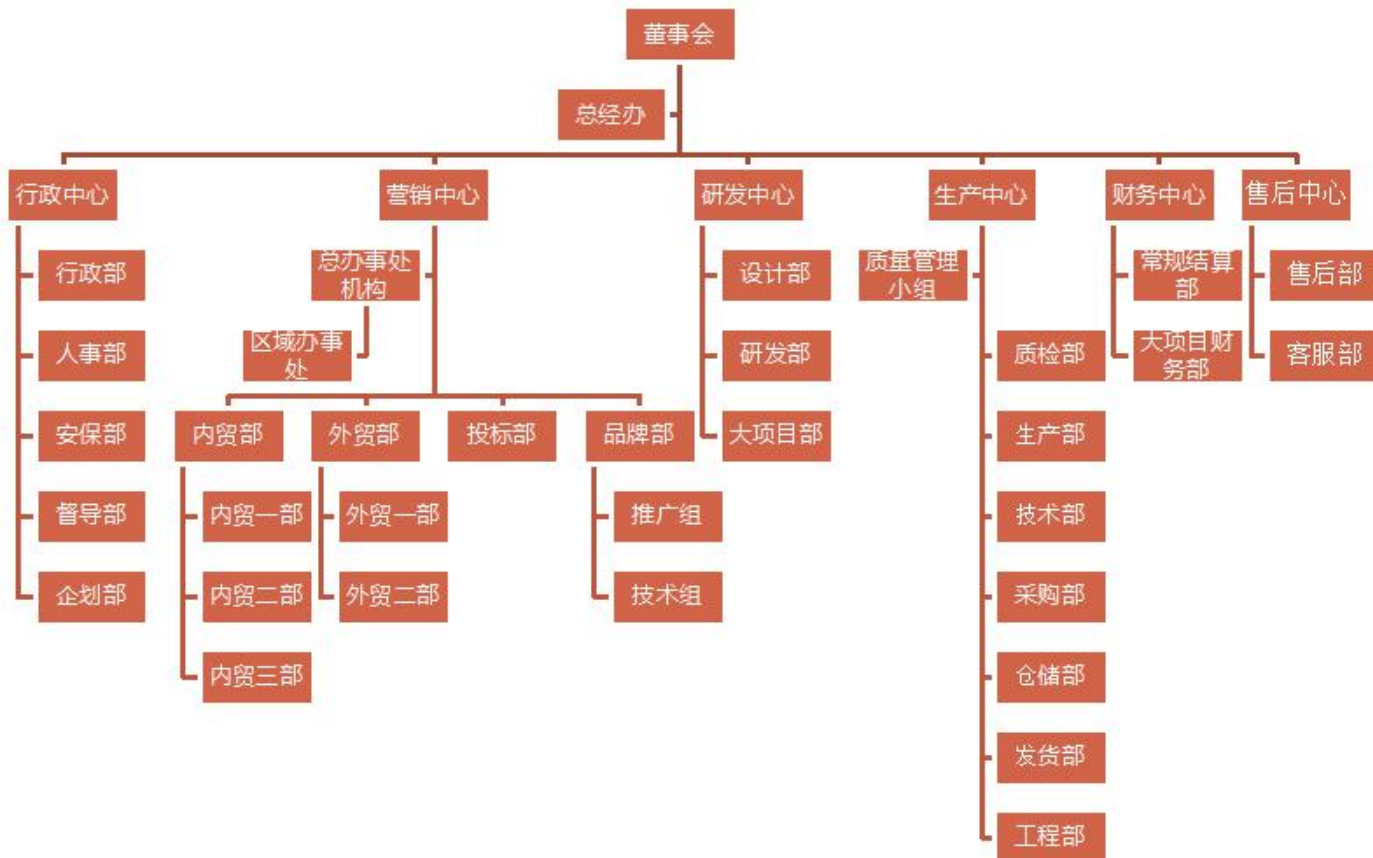 董事会
总经办
行政中心
营销中心
研发中心
生产中心
财务中心
售后中心
行政部
总办事处
机构
设计部
质量管理
小组
常规结算
部
售后部
人事部
区域办事
处
研发部
质检部
大项目财
务部
客服部
安保部
内贸部
外贸部
投标部
品牌部
大项目部
生产部
督导部
内贸一部
外贸一部
推广组
技术部
企划部
内贸二部
外贸二部
技术组
采购部
内贸三部
仓储部
发货部
工程部